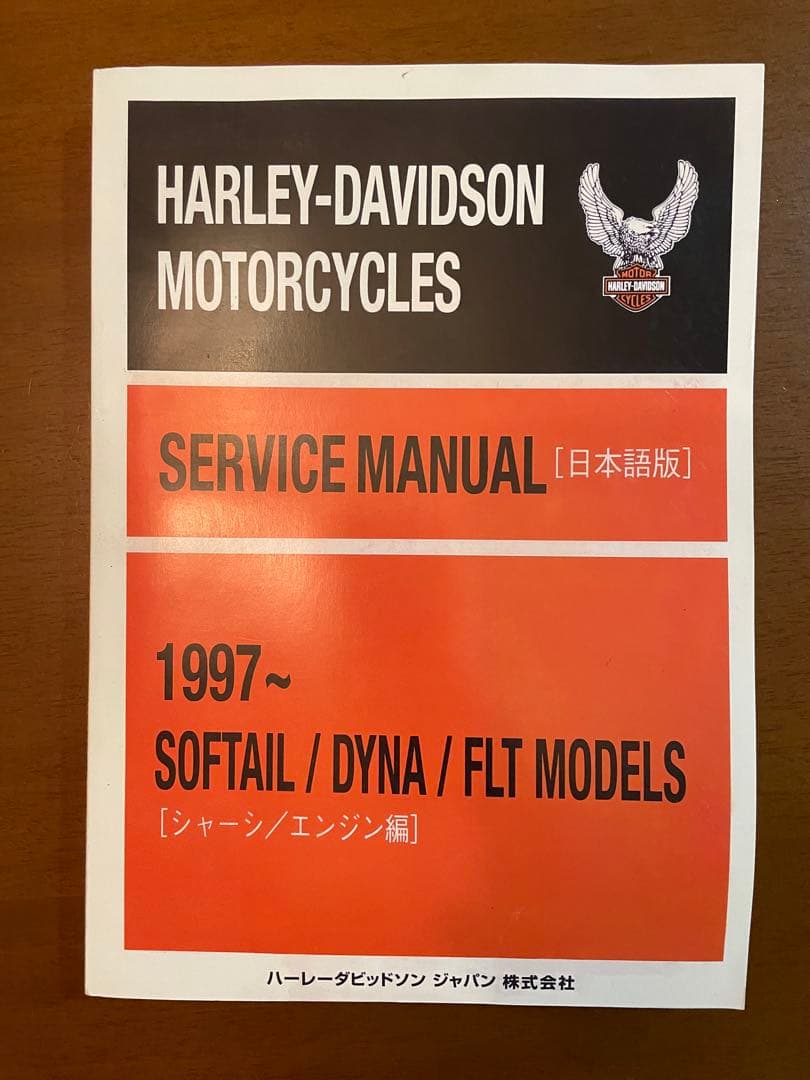 HARLEY-DAVIDSON
MOTORCYCLES
MOTOR
HARLEY-DAVIDSON
CYCLES
SERVICE MANUAL [日本語版]
1997~
SOFTAIL / DYNA / FLT MODELS
[シャーシ／エンジン編]
ハーレーダビッドソン ジャパン 株式会社